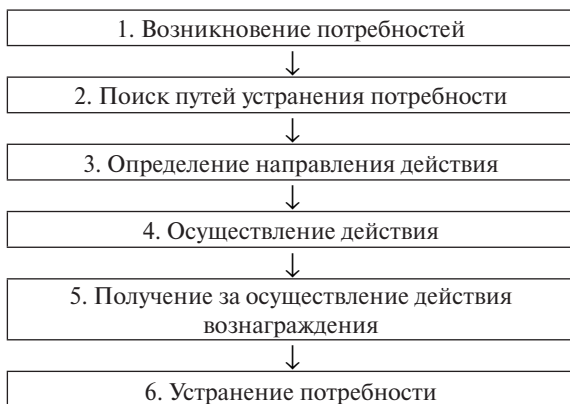 1. Возникновение потребностей
2. Поиск путей устранения потребности
3. Определение направления действия
4. Осуществление действия
5. Получение за осуществление действия
вознаграждения
6. Устранение потребности